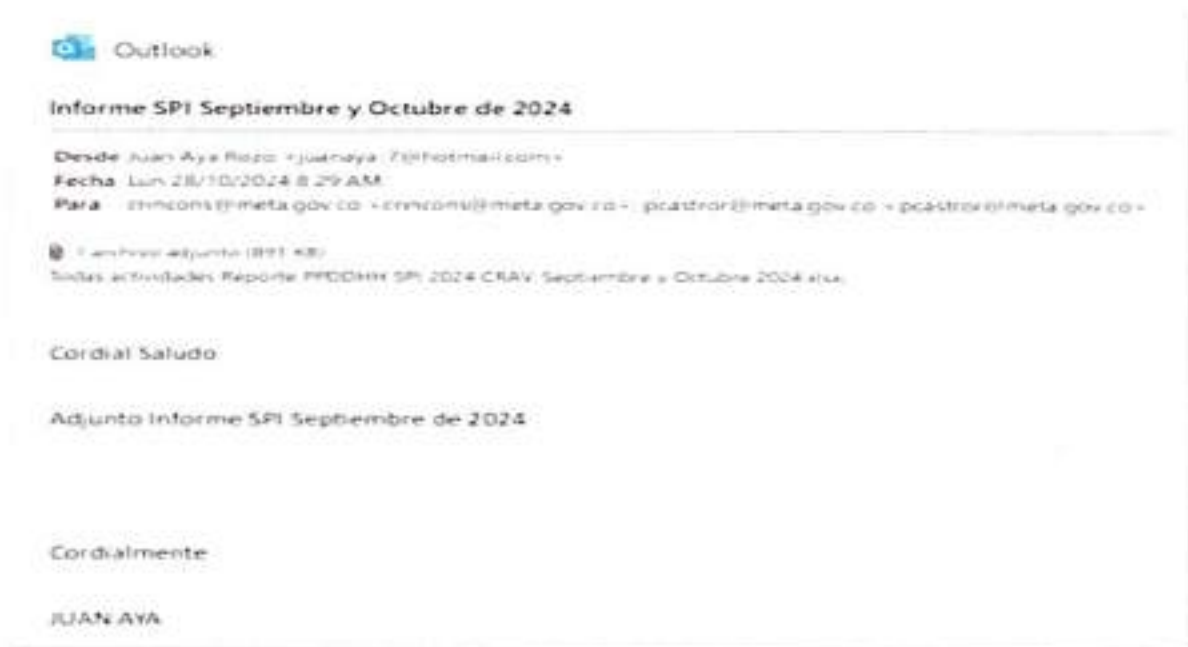 Outlook
Informe SPI Septiembre y Octubre de 2024
Desde Juan Aya Rozo
Fecha Lun 28/10/2024 8:29 AM
Para
1 archivo adjunto (891 KB)
Todas actividades Reporte PPDDHH SPI 2024 CRAV Septiembre y Octubre 2024
Cordial Saludo
Adjunto Informe SPI Septiembre de 2024
Cordialmente
JUAN AYA